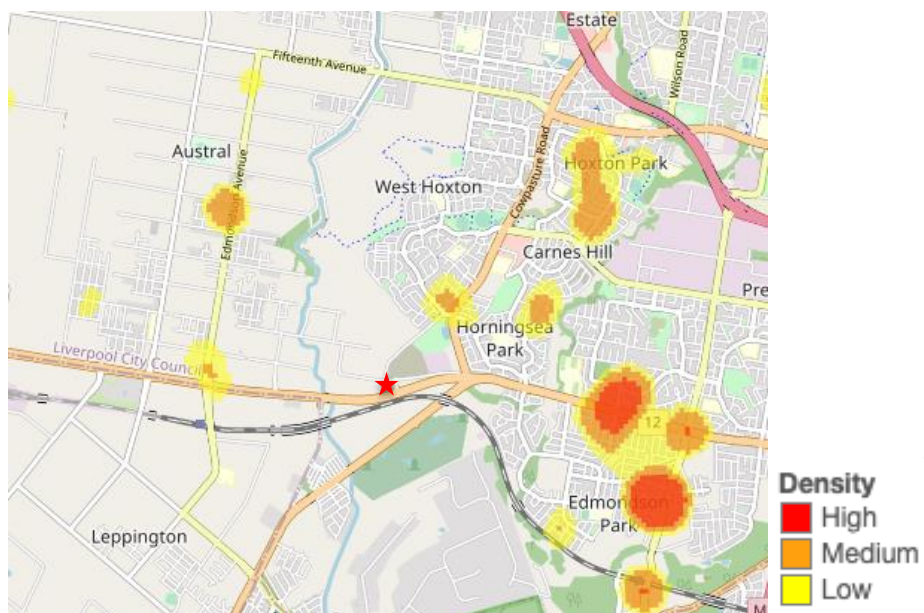 Estate
Fifteenth Avenue
Wilson Road
Austral
Hoxton Park
West Hoxton
Cowpasture Road
Edmondson Avenue
Carnes Hill
Pre
Horningsea
Park
Liverpool City Council
12
Edmondson
Park
Leppington
M
Density
High
Medium
Low